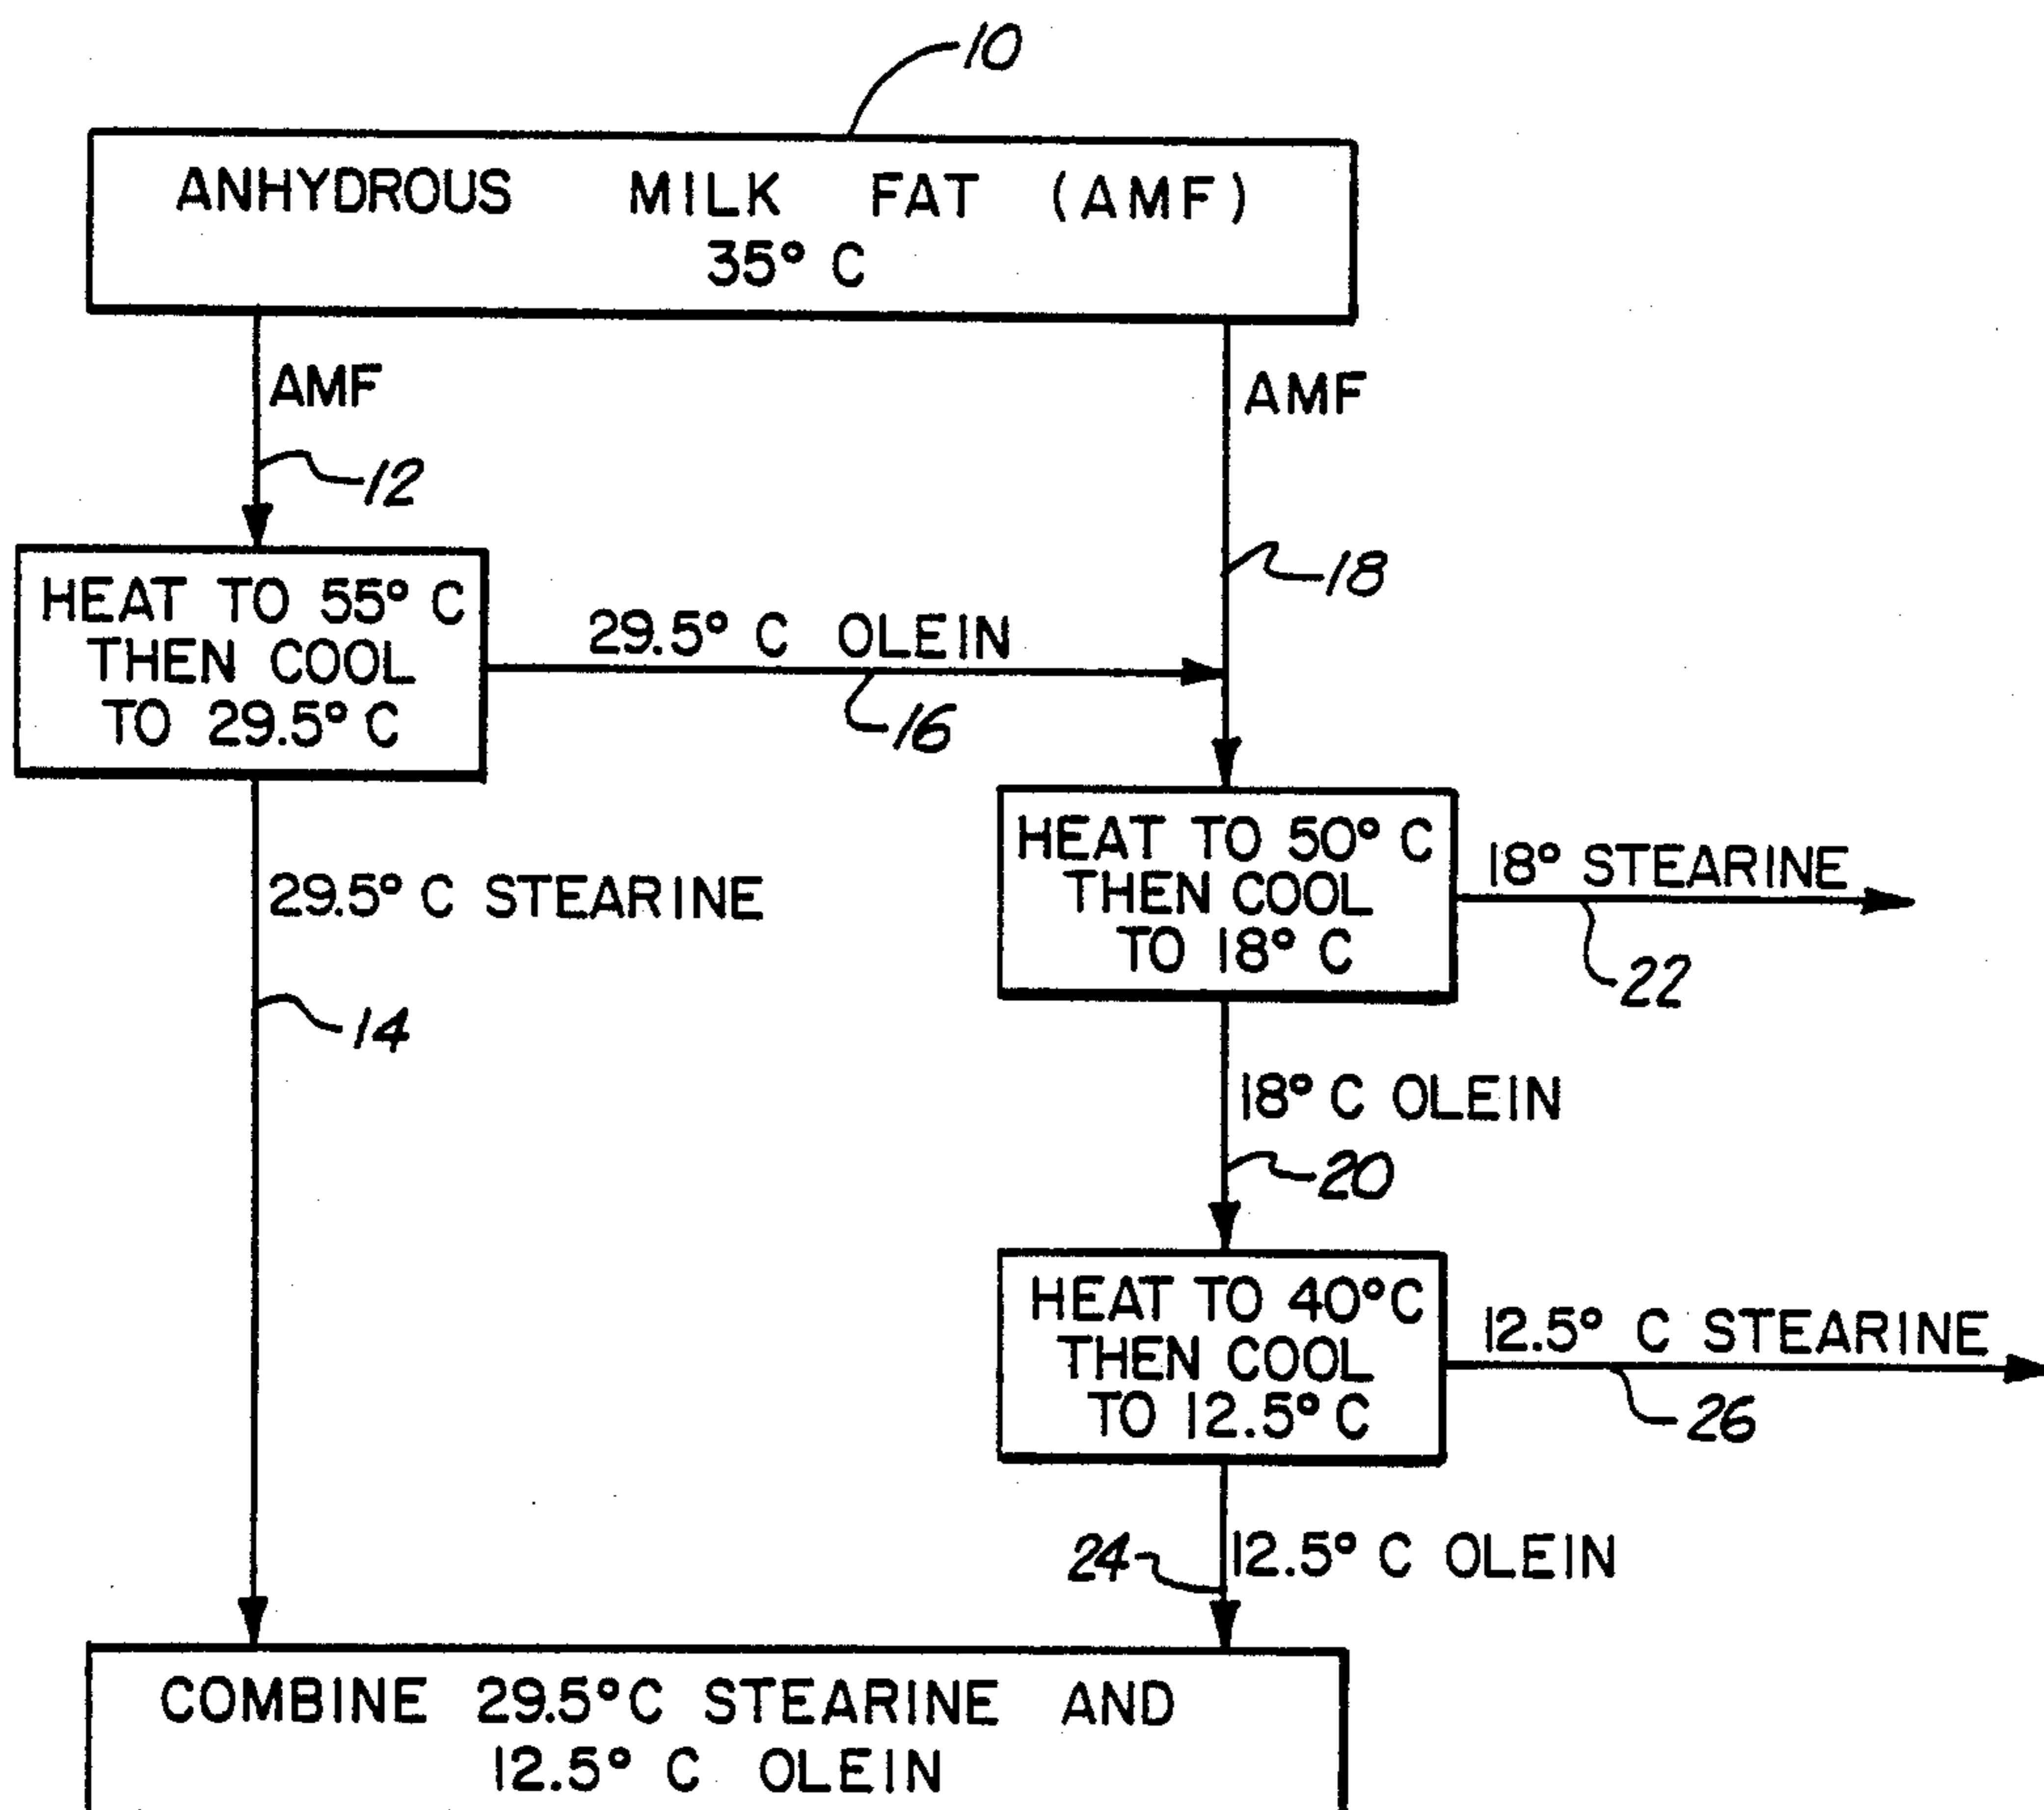 10
ANHYDROUS MILK FAT (AMF)
35° C
AMF
AMF
12
18
HEAT TO 55° C
THEN COOL
TO 29.5° C
29.5° C OLEIN
16
HEAT TO 50° C
THEN COOL
TO 18° C
18° STEARINE
22
29.5° C STEARINE
14
18° C OLEIN
20
HEAT TO 40°C
THEN COOL
TO 12.5° C
12.5° C STEARINE
26
24
12.5° C OLEIN
COMBINE 29.5°C STEARINE AND
12.5° C OLEIN